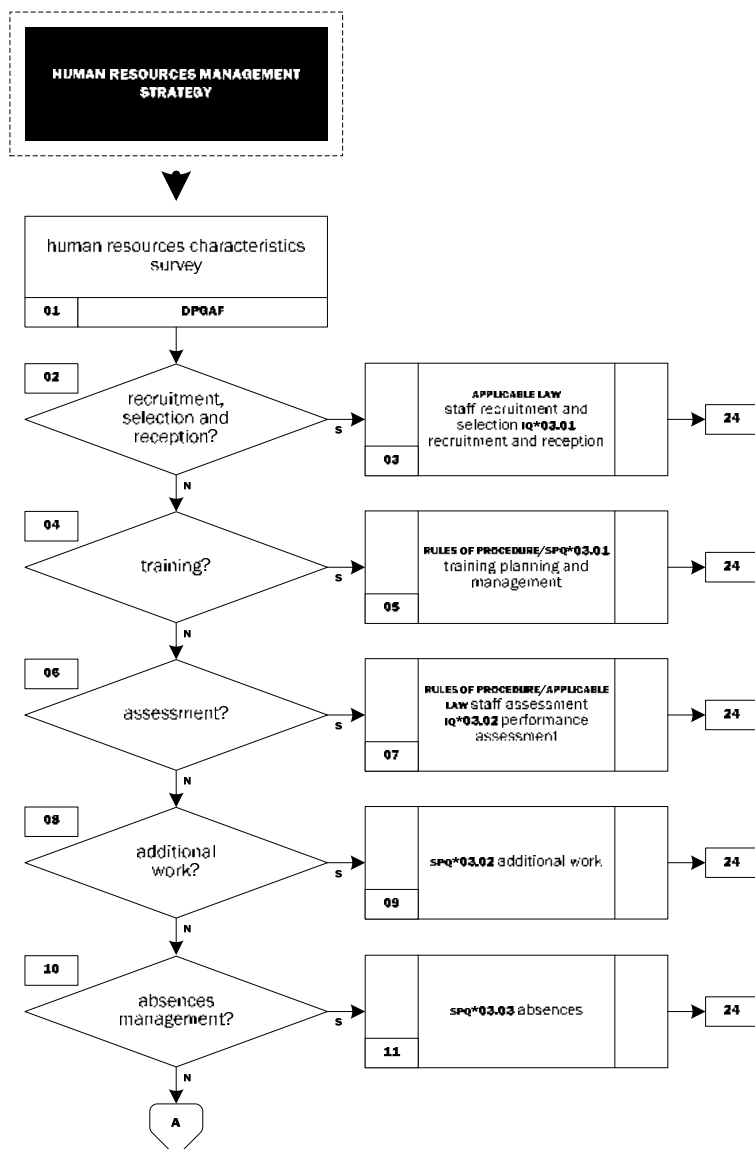 HUMAN RESOURCES MANAGEMENT
STRATEGY
human resources characteristics
survey
01 DPGAF
02
recruitment,
selection and
reception?
S
N
APPLICABLE LAW
staff recruitment and
selection IQ*03.01
recruitment and reception
03
24
04
training?
S
N
RULES OF PROCEDURE/SPQ*03.01
training planning and
management
05
24
06
assessment?
S
N
RULES OF PROCEDURE/APPLICABLE
LAW staff assessment
IQ*03.02 performance
assessment
07
24
08
additional
work?
S
N
SPQ*03.02 additional work
09
24
10
absences
management?
S
N
SPQ*03.03 absences
11
24
A